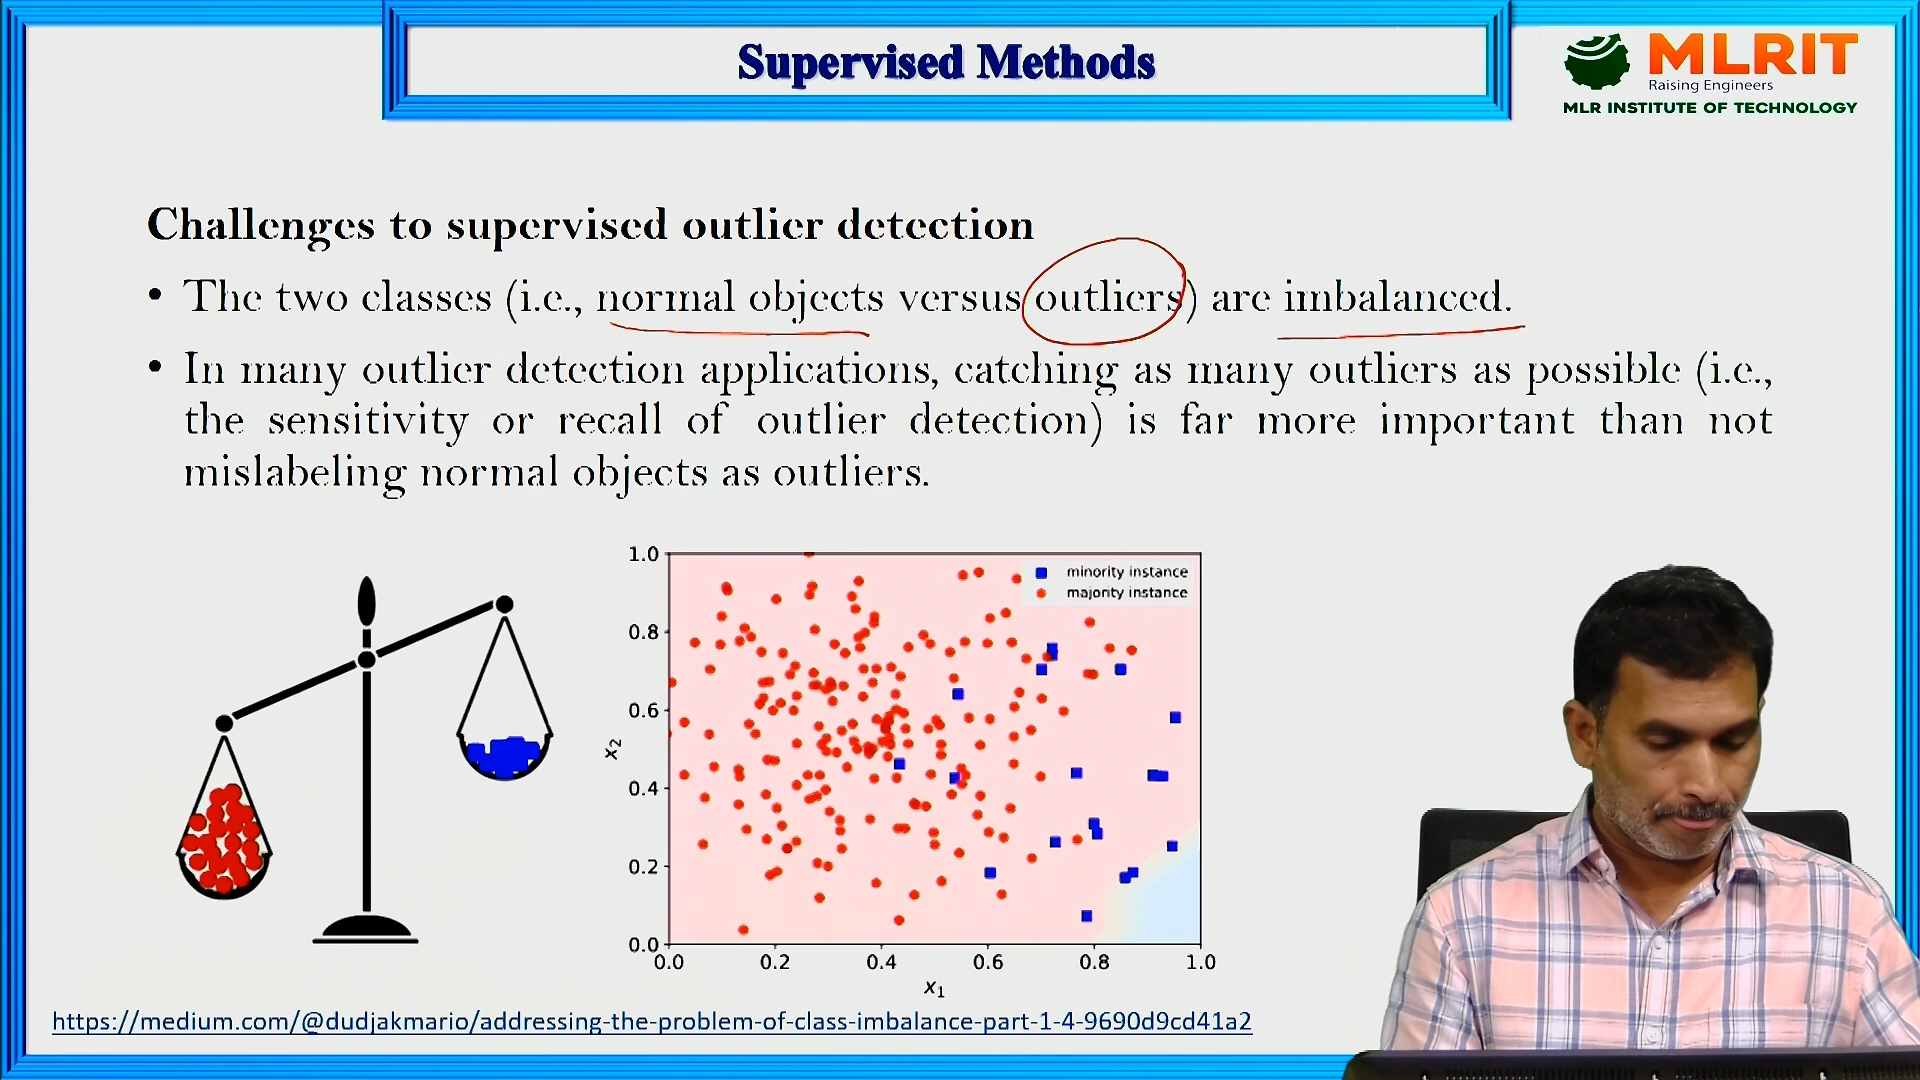 Supervised Methods
MLRIT
Raising Engineers
MLR INSTITUTE OF TECHNOLOGY
Challenges to supervised outlier detection
• The two classes (i.e., normal objects versus outliers) are imbalanced.
• In many outlier detection applications, catching as many outliers as possible (i.e.,
the sensitivity or recall of outlier detection) is far more important than not
mislabeling normal objects as outliers.
minority instance
majority instance
1.0
0.8
0.6
0.4
0.2
0.0
x2
0.0 0.2 0.4 0.6 0.8 1.0
x1
https://medium.com/@dudjakmario/addressing-the-problem-of-class-imbalance-part-1-4-9690d9cd41a2